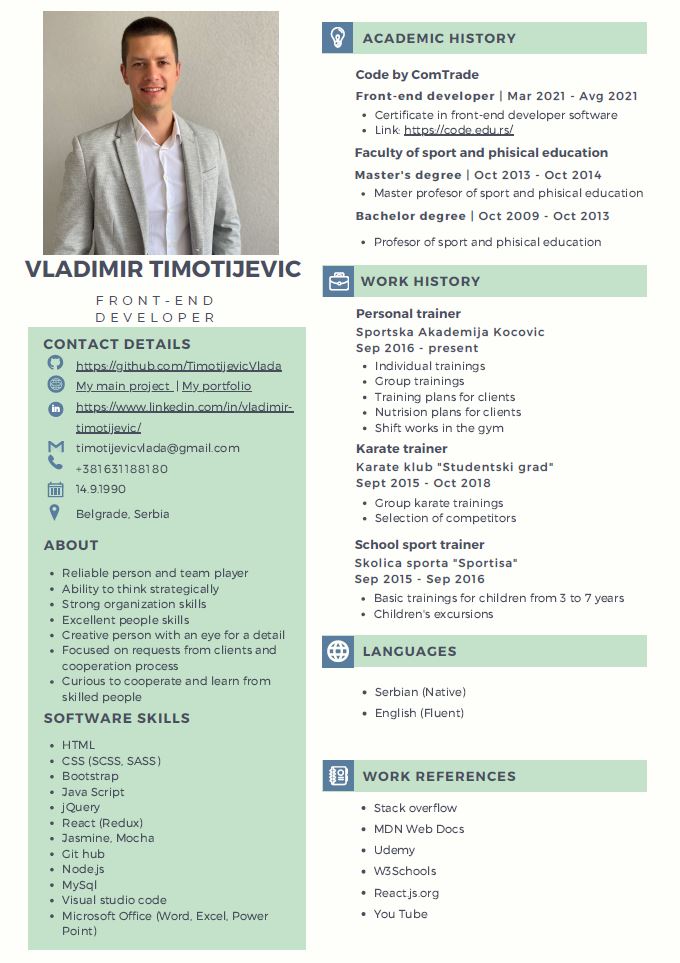 VLADIMIR TIMOTIJEVIC
FRONT-END
DEVELOPER
CONTACT DETAILS
https://github.com/TimotijevicVlada
My main project | My portfolio
https://www.linkedin.com/in/vladimir-
timotijevic/
timotijevicvlada@gmail.com
+381631188180
14.9.1990
Belgrade, Serbia
ABOUT
• Reliable person and team player
• Ability to think strategically
• Strong organization skills
• Excellent people skills
• Creative person with an eye for a detail
• Focused on requests from clients and
cooperation process
• Curious to cooperate and learn from
skilled people
SOFTWARE SKILLS
• HTML
• CSS (SCSS, SASS)
• Bootstrap
• Java Script
• jQuery
• React (Redux)
• Jasmine, Mocha
• Git hub
• Node.js
• MySql
• Visual studio code
• Microsoft Office (Word, Excel, Power
Point)
ACADEMIC HISTORY
Code by ComTrade
Front-end developer | Mar 2021 - Avg 2021
• Certificate in front-end developer software
• Link: https://code.edu.rs/
Faculty of sport and phisical education
Master's degree | Oct 2013 - Oct 2014
• Master profesor of sport and phisical education
Bachelor degree | Oct 2009 - Oct 2013
• Profesor of sport and phisical education
WORK HISTORY
Personal trainer
Sportska Akademija Kocovic
Sep 2016 - present
• Individual trainings
• Group trainings
• Training plans for clients
• Nutrision plans for clients
• Shift works in the gym
Karate trainer
Karate klub "Studentski grad"
Sept 2015 - Oct 2018
• Group karate trainings
• Selection of competitors
School sport trainer
Skolica sporta "Sportisa"
Sep 2015 - Sep 2016
• Basic trainings for children from 3 to 7 years
• Children's excursions
LANGUAGES
• Serbian (Native)
• English (Fluent)
WORK REFERENCES
• Stack overflow
• MDN Web Docs
• Udemy
• W3Schools
• React.js.org
• You Tube